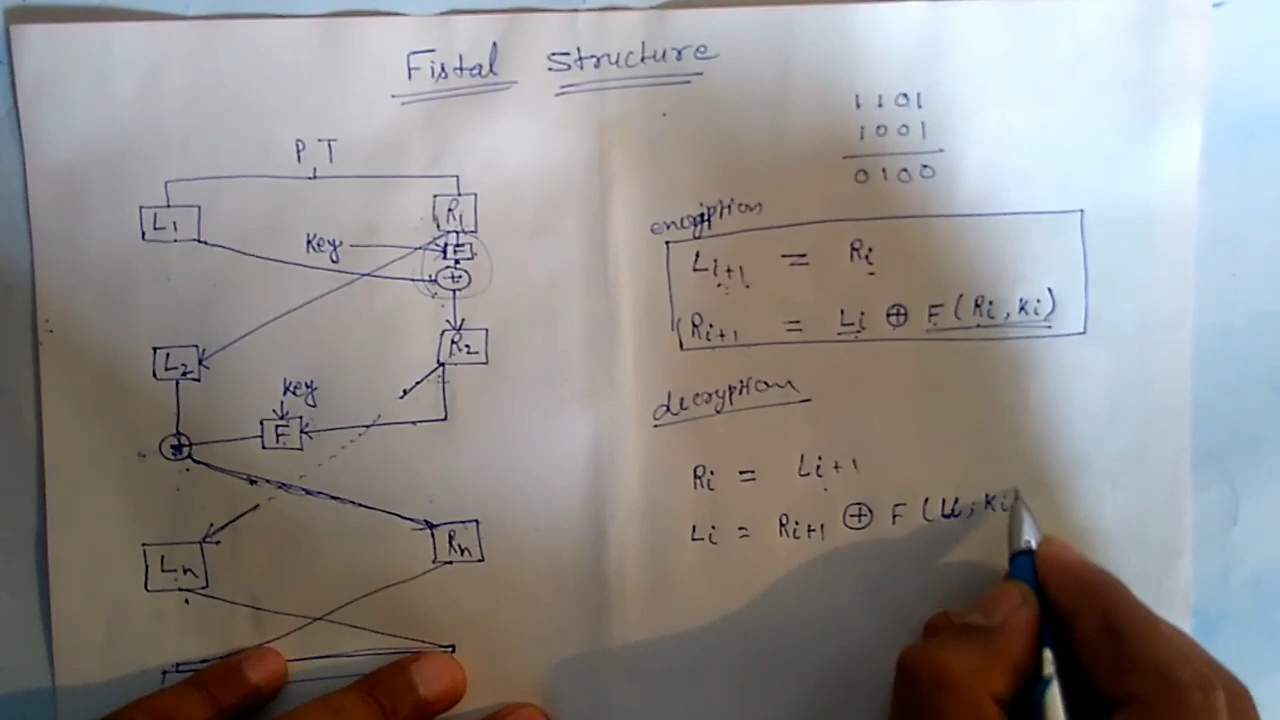 Fistal Structure
1101
1001
0100
PT
L1 R1
Key F
L2 R2
Key
F
Ln Rn
encryption
Li+1 = Ri
Ri+1 = Li ⊕ F(Ri, Ki)
decryption
Ri = Li+1
Li = Ri+1 ⊕ F(Li, Ki)